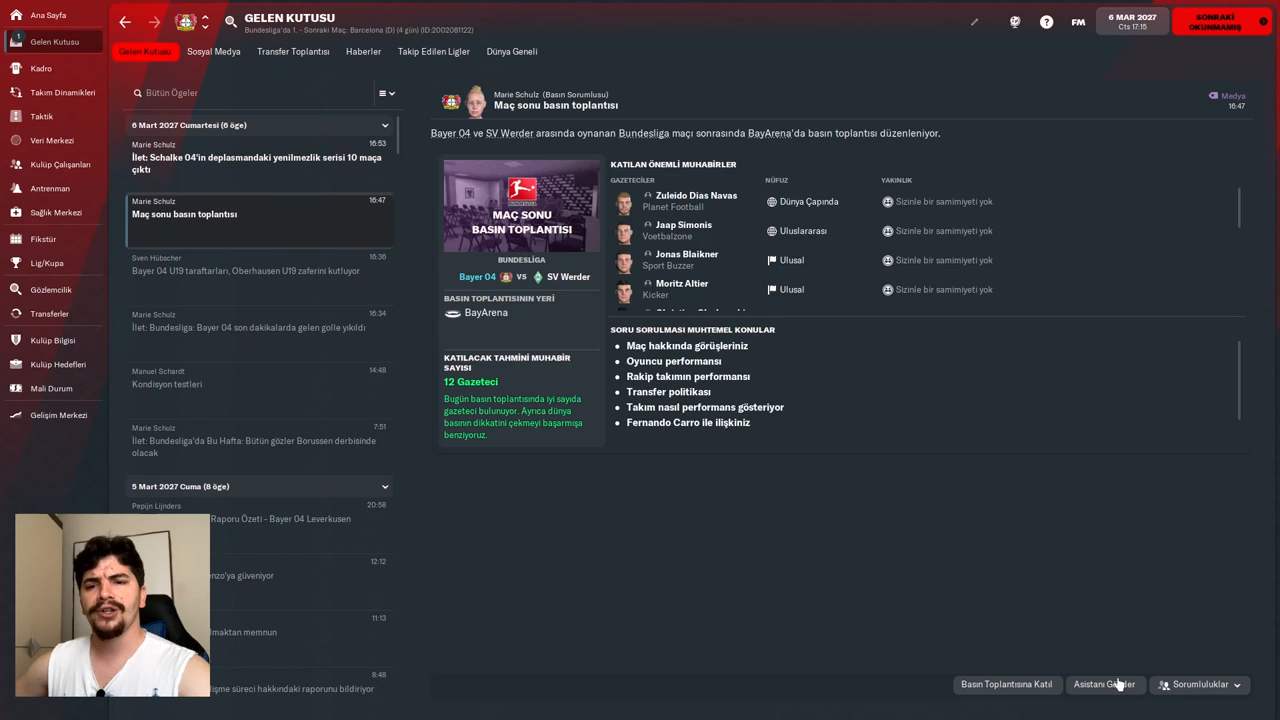 Ana Sayfa
Gelen Kutusu
1
Kadro
Takım Dinamikleri
Taktik
Veri Merkezi
Kulüp Çalışanları
Antrenman
Sağlık Merkezi
Fikstür
Lig/Kupa
Gözlemcilik
Transferler
Kulüp Bilgisi
Kulüp Hedefleri
Mali Durum
Gelişim Merkezi
GELEN KUTUSU
Bundesliga'da 1. - Sonraki Maç: Barcelona (D) (4 gün) (ID:2002081122)
FM
6 MAR 2027
Cts 17:15
SONRAKİ
OKUNMAMIŞ
Gelen Kutusu
Sosyal Medya
Transfer Toplantısı
Haberler
Takip Edilen Ligler
Dünya Geneli
Bütün Ögeler
6 Mart 2027 Cumartesi (6 öge)
Marie Schulz 16:53
İlet: Schalke 04'in deplasmandaki yenilmezlik serisi 10 maça
çıktı
Marie Schulz 16:47
Maç sonu basın toplantısı
Sven Hübscher 16:36
Bayer 04 U19 taraftarları, Oberhausen U19 zaferini kutluyor
Marie Schulz 16:34
İlet: Bundesliga: Bayer 04 son dakikalarda gelen golle yıkıldı
Manuel Schardt 14:48
Kondisyon testleri
Marie Schulz 7:51
İlet: Bundesliga'da Bu Hafta: Bütün gözler Borussen derbisinde
olacak
5 Mart 2027 Cuma (8 öge)
Pepijn Lijnders 20:58
Raporu Özeti - Bayer 04 Leverkusen
12:12
enzo'ya güveniyor
11:13
lmaktan memnun
8:48
işme süreci hakkındaki raporunu bildiriyor
Marie Schulz (Basın Sorumlusu)
Maç sonu basın toplantısı
Medya
16:47
Bayer 04 ve SV Werder arasında oynanan Bundesliga maçı sonrasında BayArena'da basın toplantısı düzenleniyor.
MAÇ SONU
BASIN TOPLANTISI
BUNDESLİGA
Bayer 04 vs SV Werder
BASIN TOPLANTISININ YERİ
BayArena
KATILACAK TAHMİNİ MUHABİR
SAYISI
12 Gazeteci
Bugün basın toplantısında iyi sayıda
gazeteci bulunuyor. Ayrıca dünya
basının dikkatini çekmeyi başarmışa
benziyoruz.
KATILAN ÖNEMLİ MUHABİRLER
GAZETECİLER NÜFUZ YAKINLIK
Zuleido Dias Navas
Planet Football
Dünya Çapında
Sizinle bir samimiyeti yok
Jaap Simonis
Voetbalzone
Uluslararası
Sizinle bir samimiyeti yok
Jonas Blaikner
Sport Buzzer
Ulusal
Sizinle bir samimiyeti yok
Moritz Altier
Kicker
Ulusal
Sizinle bir samimiyeti yok
SORU SORULMASI MUHTEMEL KONULAR
Maç hakkında görüşleriniz
Oyuncu performansı
Rakip takımın performansı
Transfer politikası
Takım nasıl performans gösteriyor
Fernando Carro ile ilişkiniz
Basın Toplantısına Katıl
Asistanı Gönder
Sorumluluklar